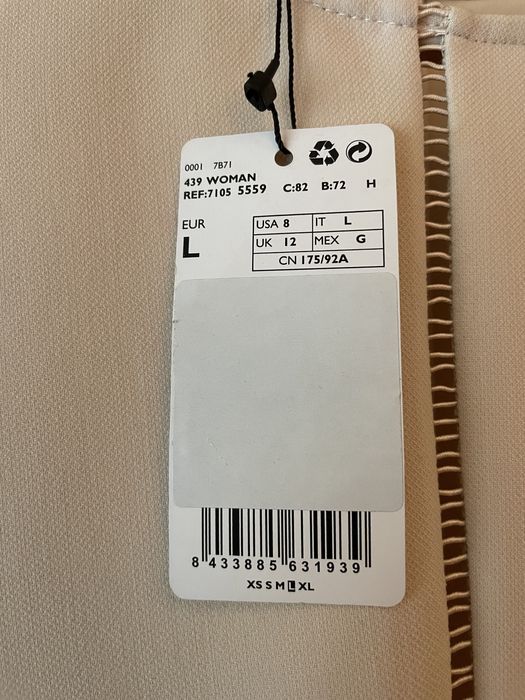 0001 7B71
439 WOMAN
REF:7105 5559 C:82 B:72 H
EUR
L
USA 8 IT L
UK 12 MEX G
CN 175/92A
8 433885 631939
XS S M L XL